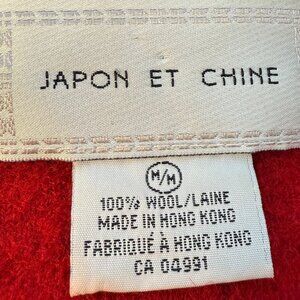 JAPON ET CHINE
M/M
100% WOOL/LAINE
MADE IN HONG KONG
FABRIQUÉ À HONG KONG
CA 04991